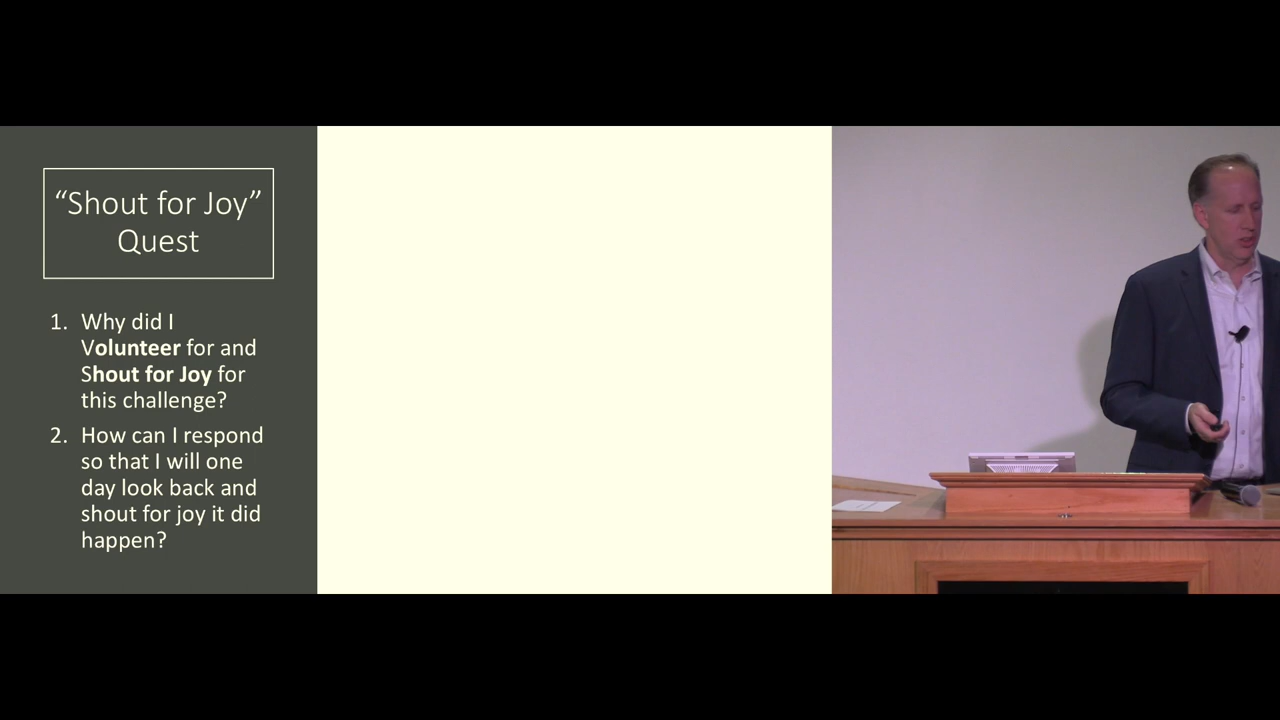 “Shout for Joy”
Quest
1. Why did I
Volunteer for and
Shout for Joy for
this challenge?
2. How can I respond
so that I will one
day look back and
shout for joy it did
happen?